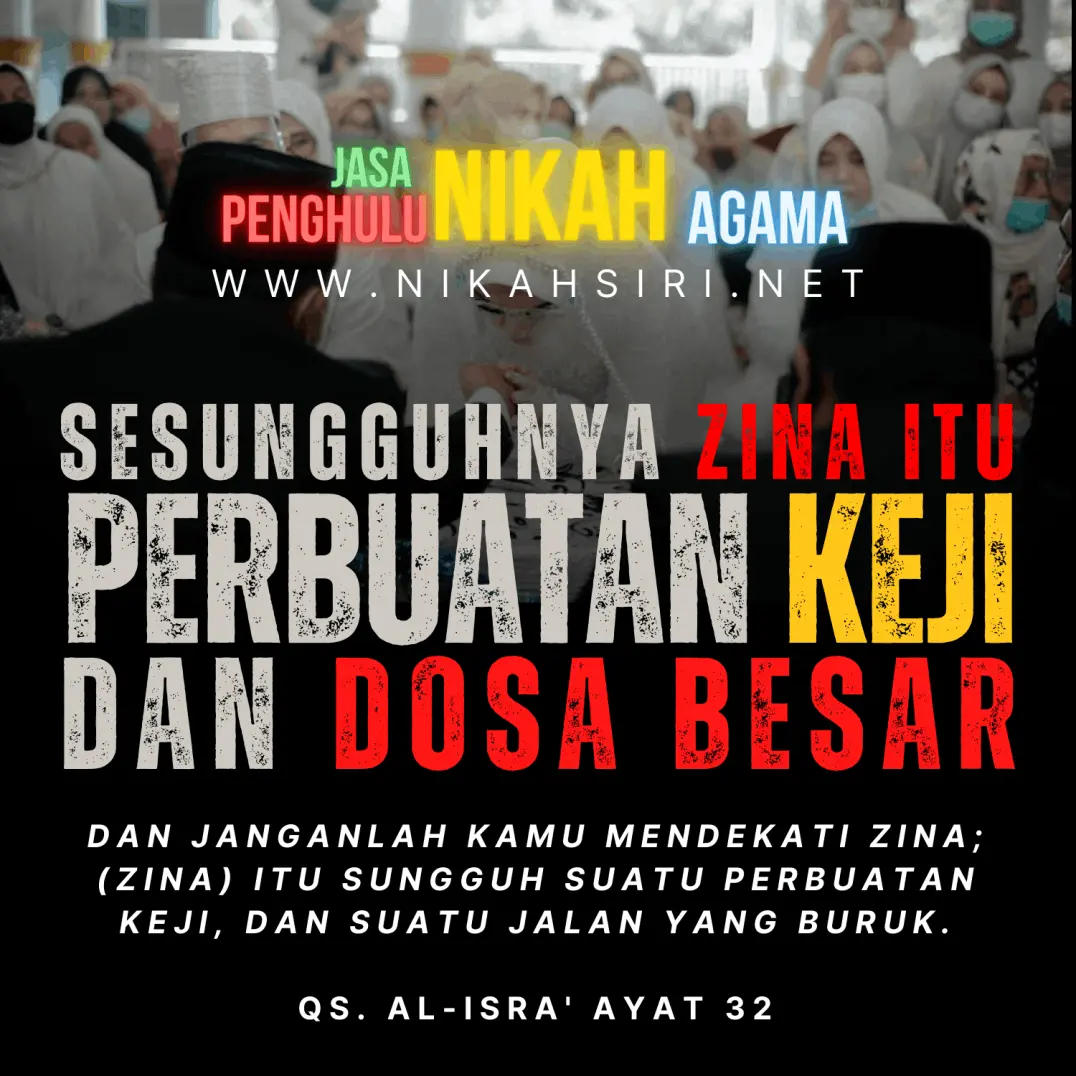 JASA
PENGHULU NIKAH AGAMA
WWW.NIKAHSIRI.NET
SESUNGGUHNYA ZINA ITU
PERBUATAN KEJI
DAN DOSA BESAR
DAN JANGANLAH KAMU MENDEKATI ZINA;
(ZINA) ITU SUNGGUH SUATU PERBUATAN
KEJI, DAN SUATU JALAN YANG BURUK.
QS. AL-ISRA' AYAT 32